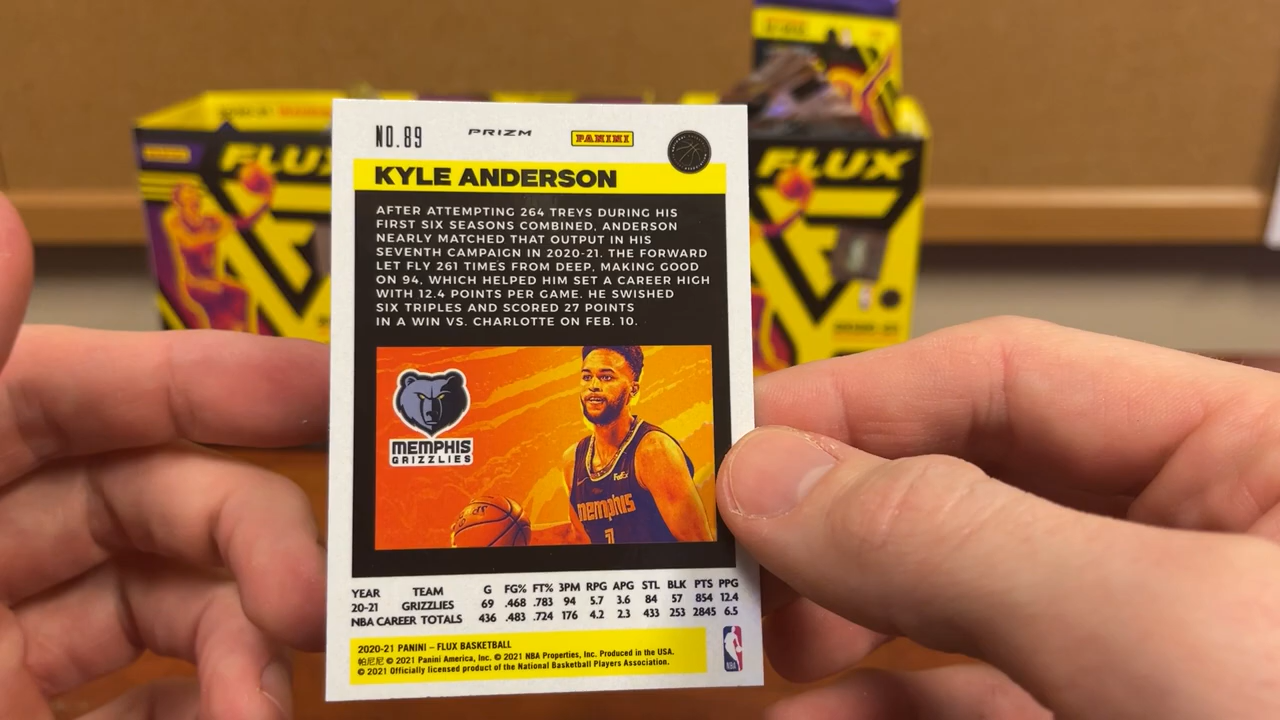 NO. 89
PRIZM
PANINI
KYLE ANDERSON
AFTER ATTEMPTING 264 TREYS DURING HIS
FIRST SIX SEASONS COMBINED, ANDERSON
NEARLY MATCHED THAT OUTPUT IN HIS
SEVENTH CAMPAIGN IN 2020-21. THE FORWARD
LET FLY 261 TIMES FROM DEEP, MAKING GOOD
ON 94, WHICH HELPED HIM SET A CAREER HIGH
WITH 12.4 POINTS PER GAME. HE SWISHED
SIX TRIPLES AND SCORED 27 POINTS
IN A WIN VS. CHARLOTTE ON FEB. 10.
MEMPHIS
GRIZZLIES
FedEx
memphis
1
YEAR TEAM G FG% FT% 3PM RPG APG STL BLK PTS PPG
20-21 GRIZZLIES 69 .468 .783 94 5.7 3.6 84 57 854 12.4
NBA CAREER TOTALS 436 .483 .724 176 4.2 2.3 433 253 2845 6.5
2020-21 PANINI – FLUX BASKETBALL
帕尼尼 © 2021 Panini America, Inc. © 2021 NBA Properties, Inc. Produced in the USA.
© 2021 Officially licensed product of the National Basketball Players Association.
NBA
FLUX
FLUX